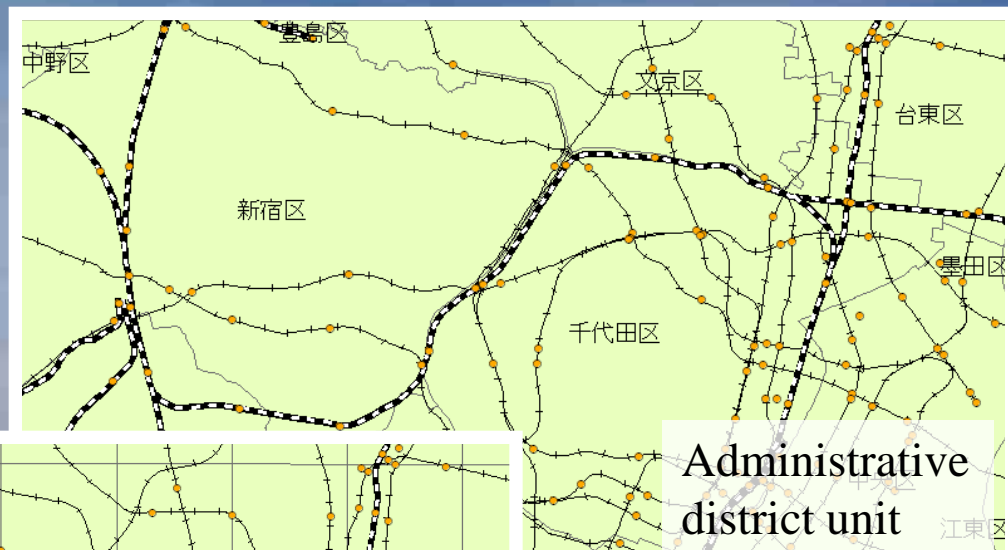 豊島区
中野区
文京区
台東区
新宿区
墨田区
千代田区
Administrative
district unit
中央区
江東区